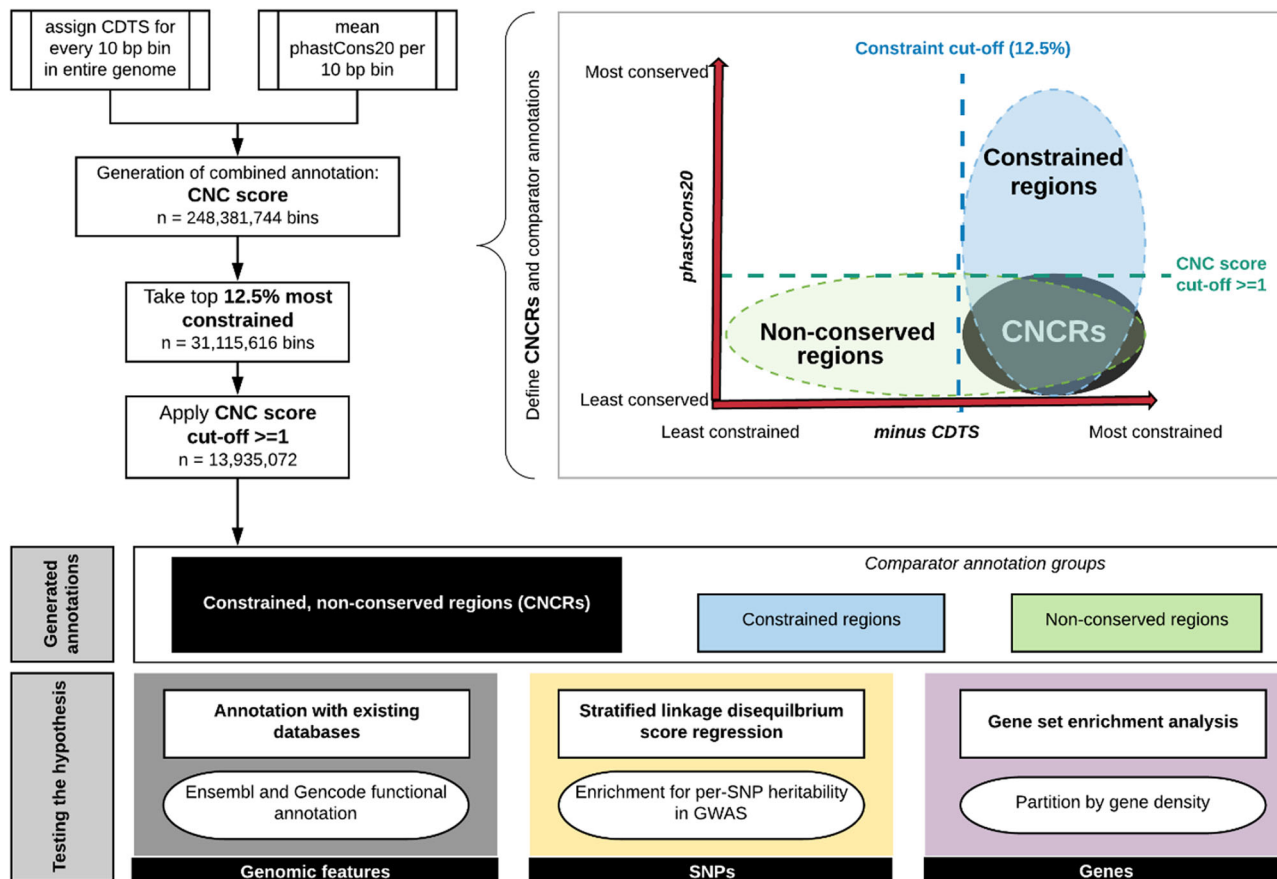 assign CDTS for
every 10 bp bin
in entire genome
mean
phastCons20 per
10 bp bin
Generation of combined annotation:
CNC score
n = 248,381,744 bins
Take top 12.5% most
constrained
n = 31,115,616 bins
Apply CNC score
cut-off >=1
n = 13,935,072
Define CNCRs and comparator annotations
Constraint cut-off (12.5%)
Most conserved
phastCons20
Constrained
regions
CNC score
cut-off >=1
Non-conserved
regions
CNCRs
Least conserved
Least constrained
minus CDTS
Most constrained
Generated
annotations
Constrained, non-conserved regions (CNCRs)
Comparator annotation groups
Constrained regions
Non-conserved regions
Testing the hypothesis
Annotation with existing
databases
Ensembl and Gencode functional
annotation
Genomic features
Stratified linkage disequilbrium
score regression
Enrichment for per-SNP heritability
in GWAS
SNPs
Gene set enrichment analysis
Partition by gene density
Genes